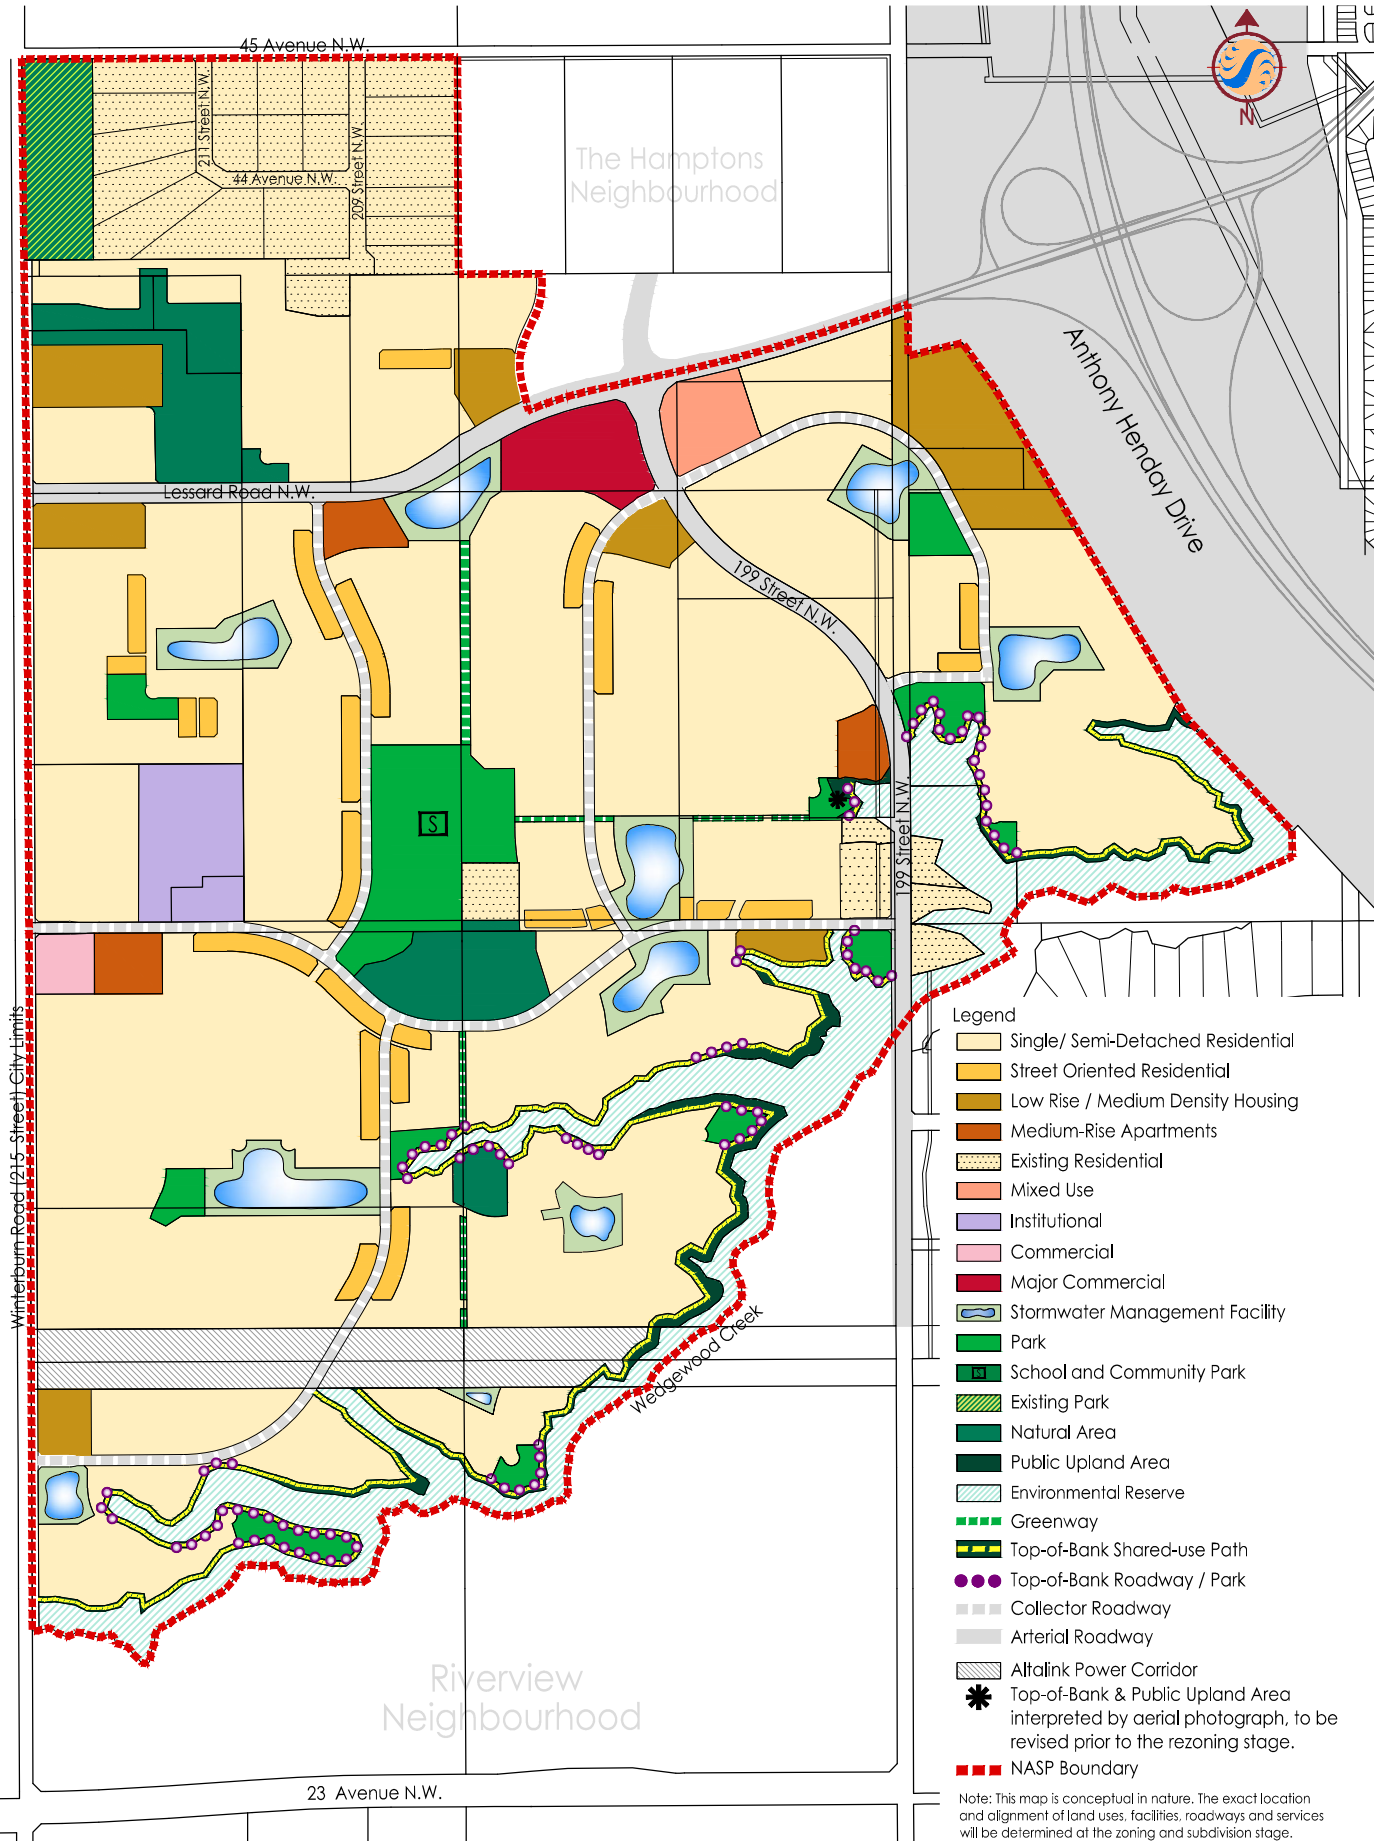 45 Avenue N.W.
211 Street N.W.
209 Street N.W.
44 Avenue N.W.
The Hamptons
Neighbourhood
N
Anthony Henday Drive
Lessard Road N.W.
199 Street N.W.
S
199 Street N.W.
Winterburn Road (215 Street) City Limits
Wedgewood Creek
Riverview
Neighbourhood
23 Avenue N.W.
Legend
Single/ Semi-Detached Residential
Street Oriented Residential
Low Rise / Medium Density Housing
Medium-Rise Apartments
Existing Residential
Mixed Use
Institutional
Commercial
Major Commercial
Stormwater Management Facility
Park
S
School and Community Park
Existing Park
Natural Area
Public Upland Area
Environmental Reserve
Greenway
Top-of-Bank Shared-use Path
Top-of-Bank Roadway / Park
Collector Roadway
Arterial Roadway
Altalink Power Corridor
Top-of-Bank & Public Upland Area
interpreted by aerial photograph, to be
revised prior to the rezoning stage.
NASP Boundary
Note: This map is conceptual in nature. The exact location
and alignment of land uses, facilities, roadways and services
will be determined at the zoning and subdivision stage.